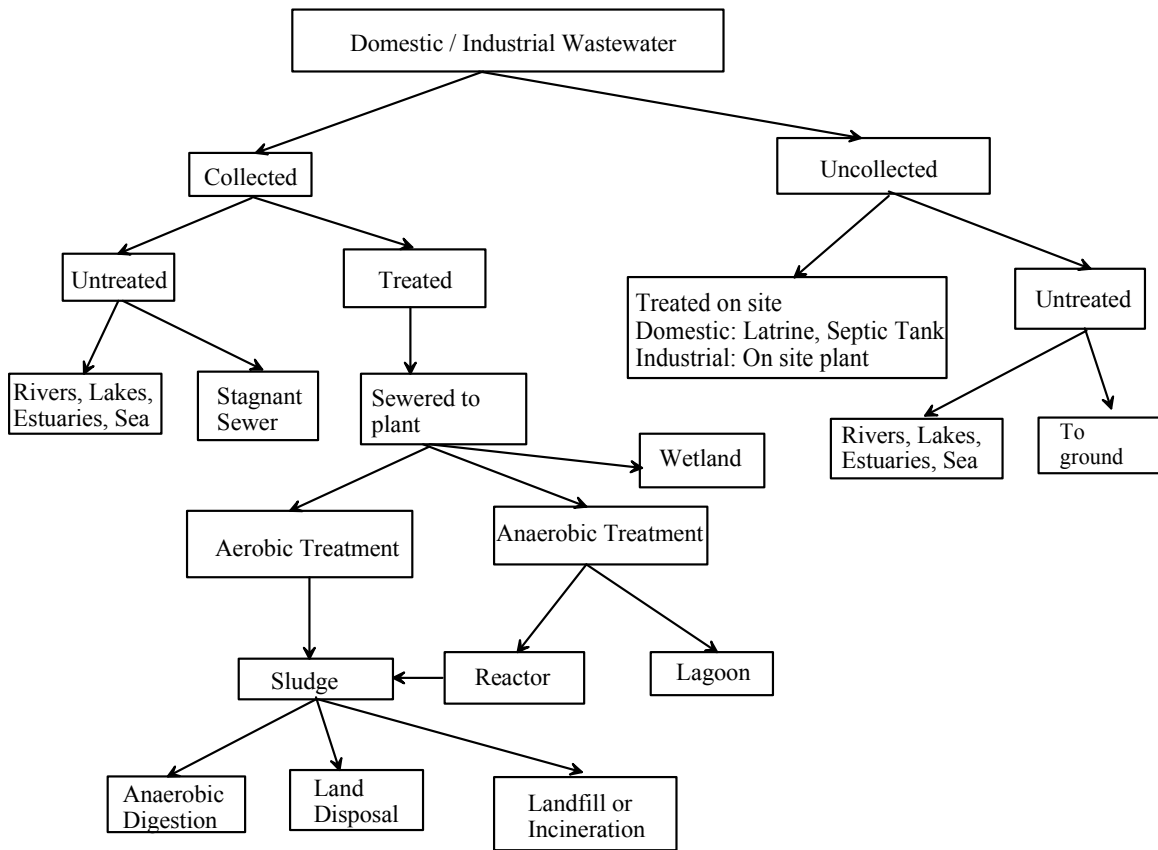 Domestic / Industrial Wastewater
Collected
Uncollected
Untreated
Treated
Treated on site
Domestic: Latrine, Septic Tank
Industrial: On site plant
Untreated
Rivers, Lakes,
Estuaries, Sea
Stagnant
Sewer
Sewered to
plant
Rivers, Lakes,
Estuaries, Sea
To
ground
Wetland
Aerobic Treatment
Anaerobic Treatment
Sludge
Reactor
Lagoon
Anaerobic
Digestion
Land
Disposal
Landfill or
Incineration